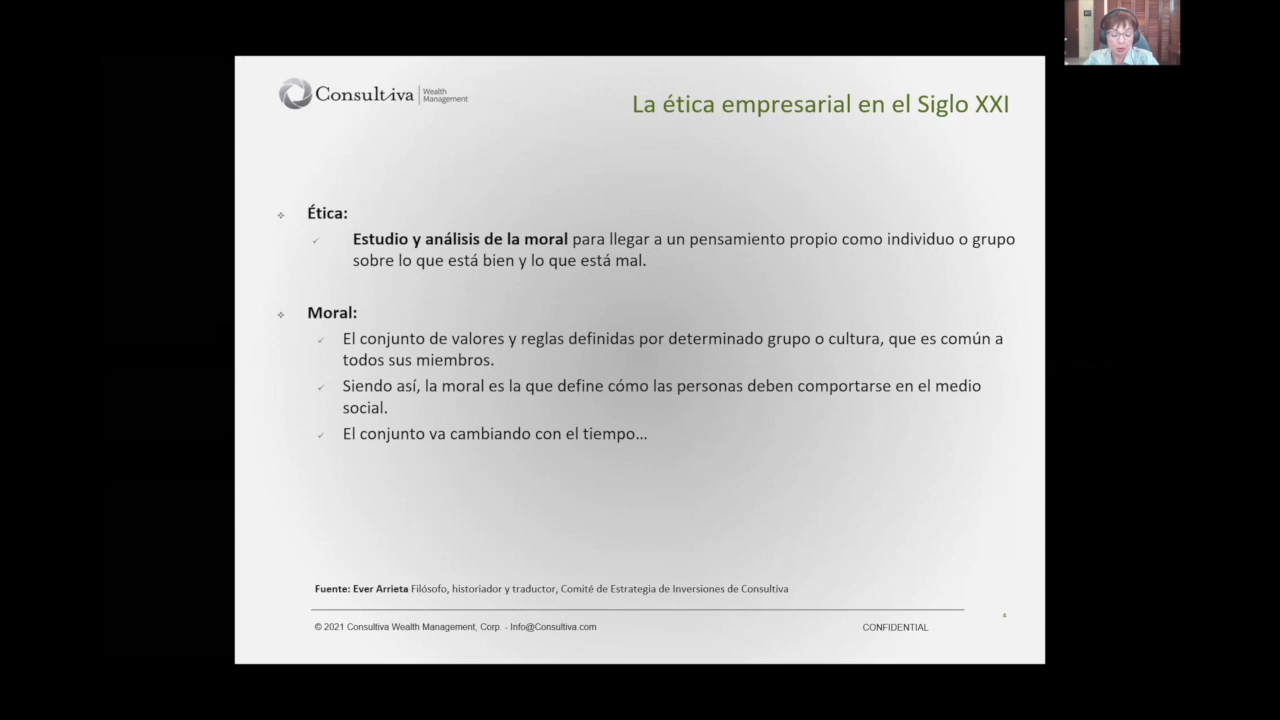 Consultiva
Wealth
Management
La ética empresarial en el Siglo XXI
Ética:
Estudio y análisis de la moral para llegar a un pensamiento propio como individuo o grupo
sobre lo que está bien y lo que está mal.
Moral:
El conjunto de valores y reglas definidas por determinado grupo o cultura, que es común a
todos sus miembros.
Siendo así, la moral es la que define cómo las personas deben comportarse en el medio
social.
El conjunto va cambiando con el tiempo…
Fuente: Ever Arrieta Filósofo, historiador y traductor, Comité de Estrategia de Inversiones de Consultiva
4
© 2021 Consultiva Wealth Management, Corp. - Info@Consultiva.com
CONFIDENTIAL